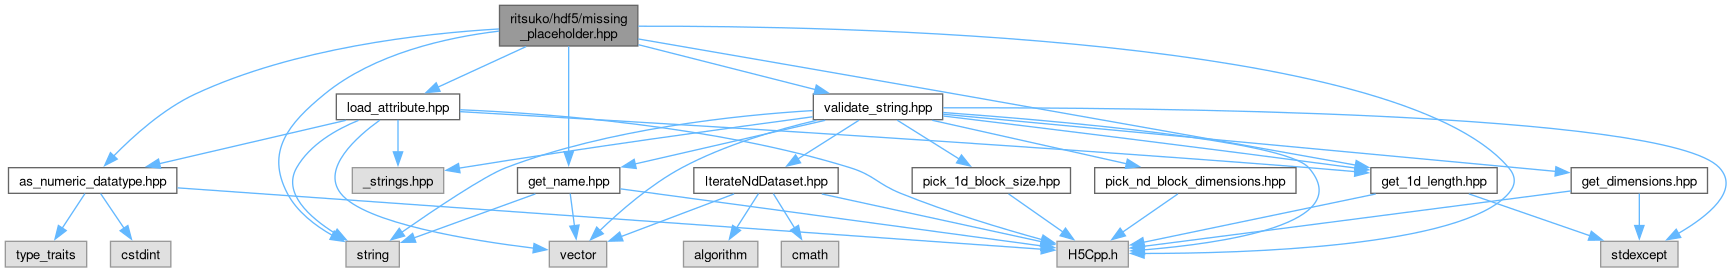 ritsuko/hdf5/missing
_placeholder.hpp
load_attribute.hpp
validate_string.hpp
as_numeric_datatype.hpp
_strings.hpp
get_name.hpp
IterateNdDataset.hpp
pick_1d_block_size.hpp
pick_nd_block_dimensions.hpp
get_1d_length.hpp
get_dimensions.hpp
type_traits
cstdint
string
vector
algorithm
cmath
H5Cpp.h
stdexcept